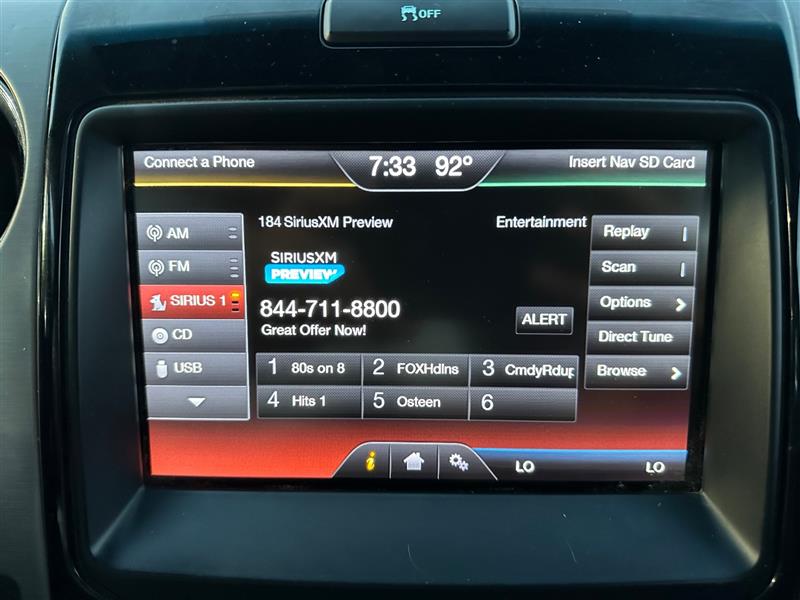 OFF
Connect a Phone
7:33 92°
Insert Nav SD Card
AM
FM
SIRIUS 1
CD
USB
184 SiriusXM Preview
Entertainment
SIRIUSXM
PREVIEW
844-711-8800
Great Offer Now!
ALERT
1 80s on 8
2 FOXHdlns
3 CmdyRdup
4 Hits 1
5 Osteen
6
Replay
Scan
Options
Direct Tune
Browse
i
LO
LO